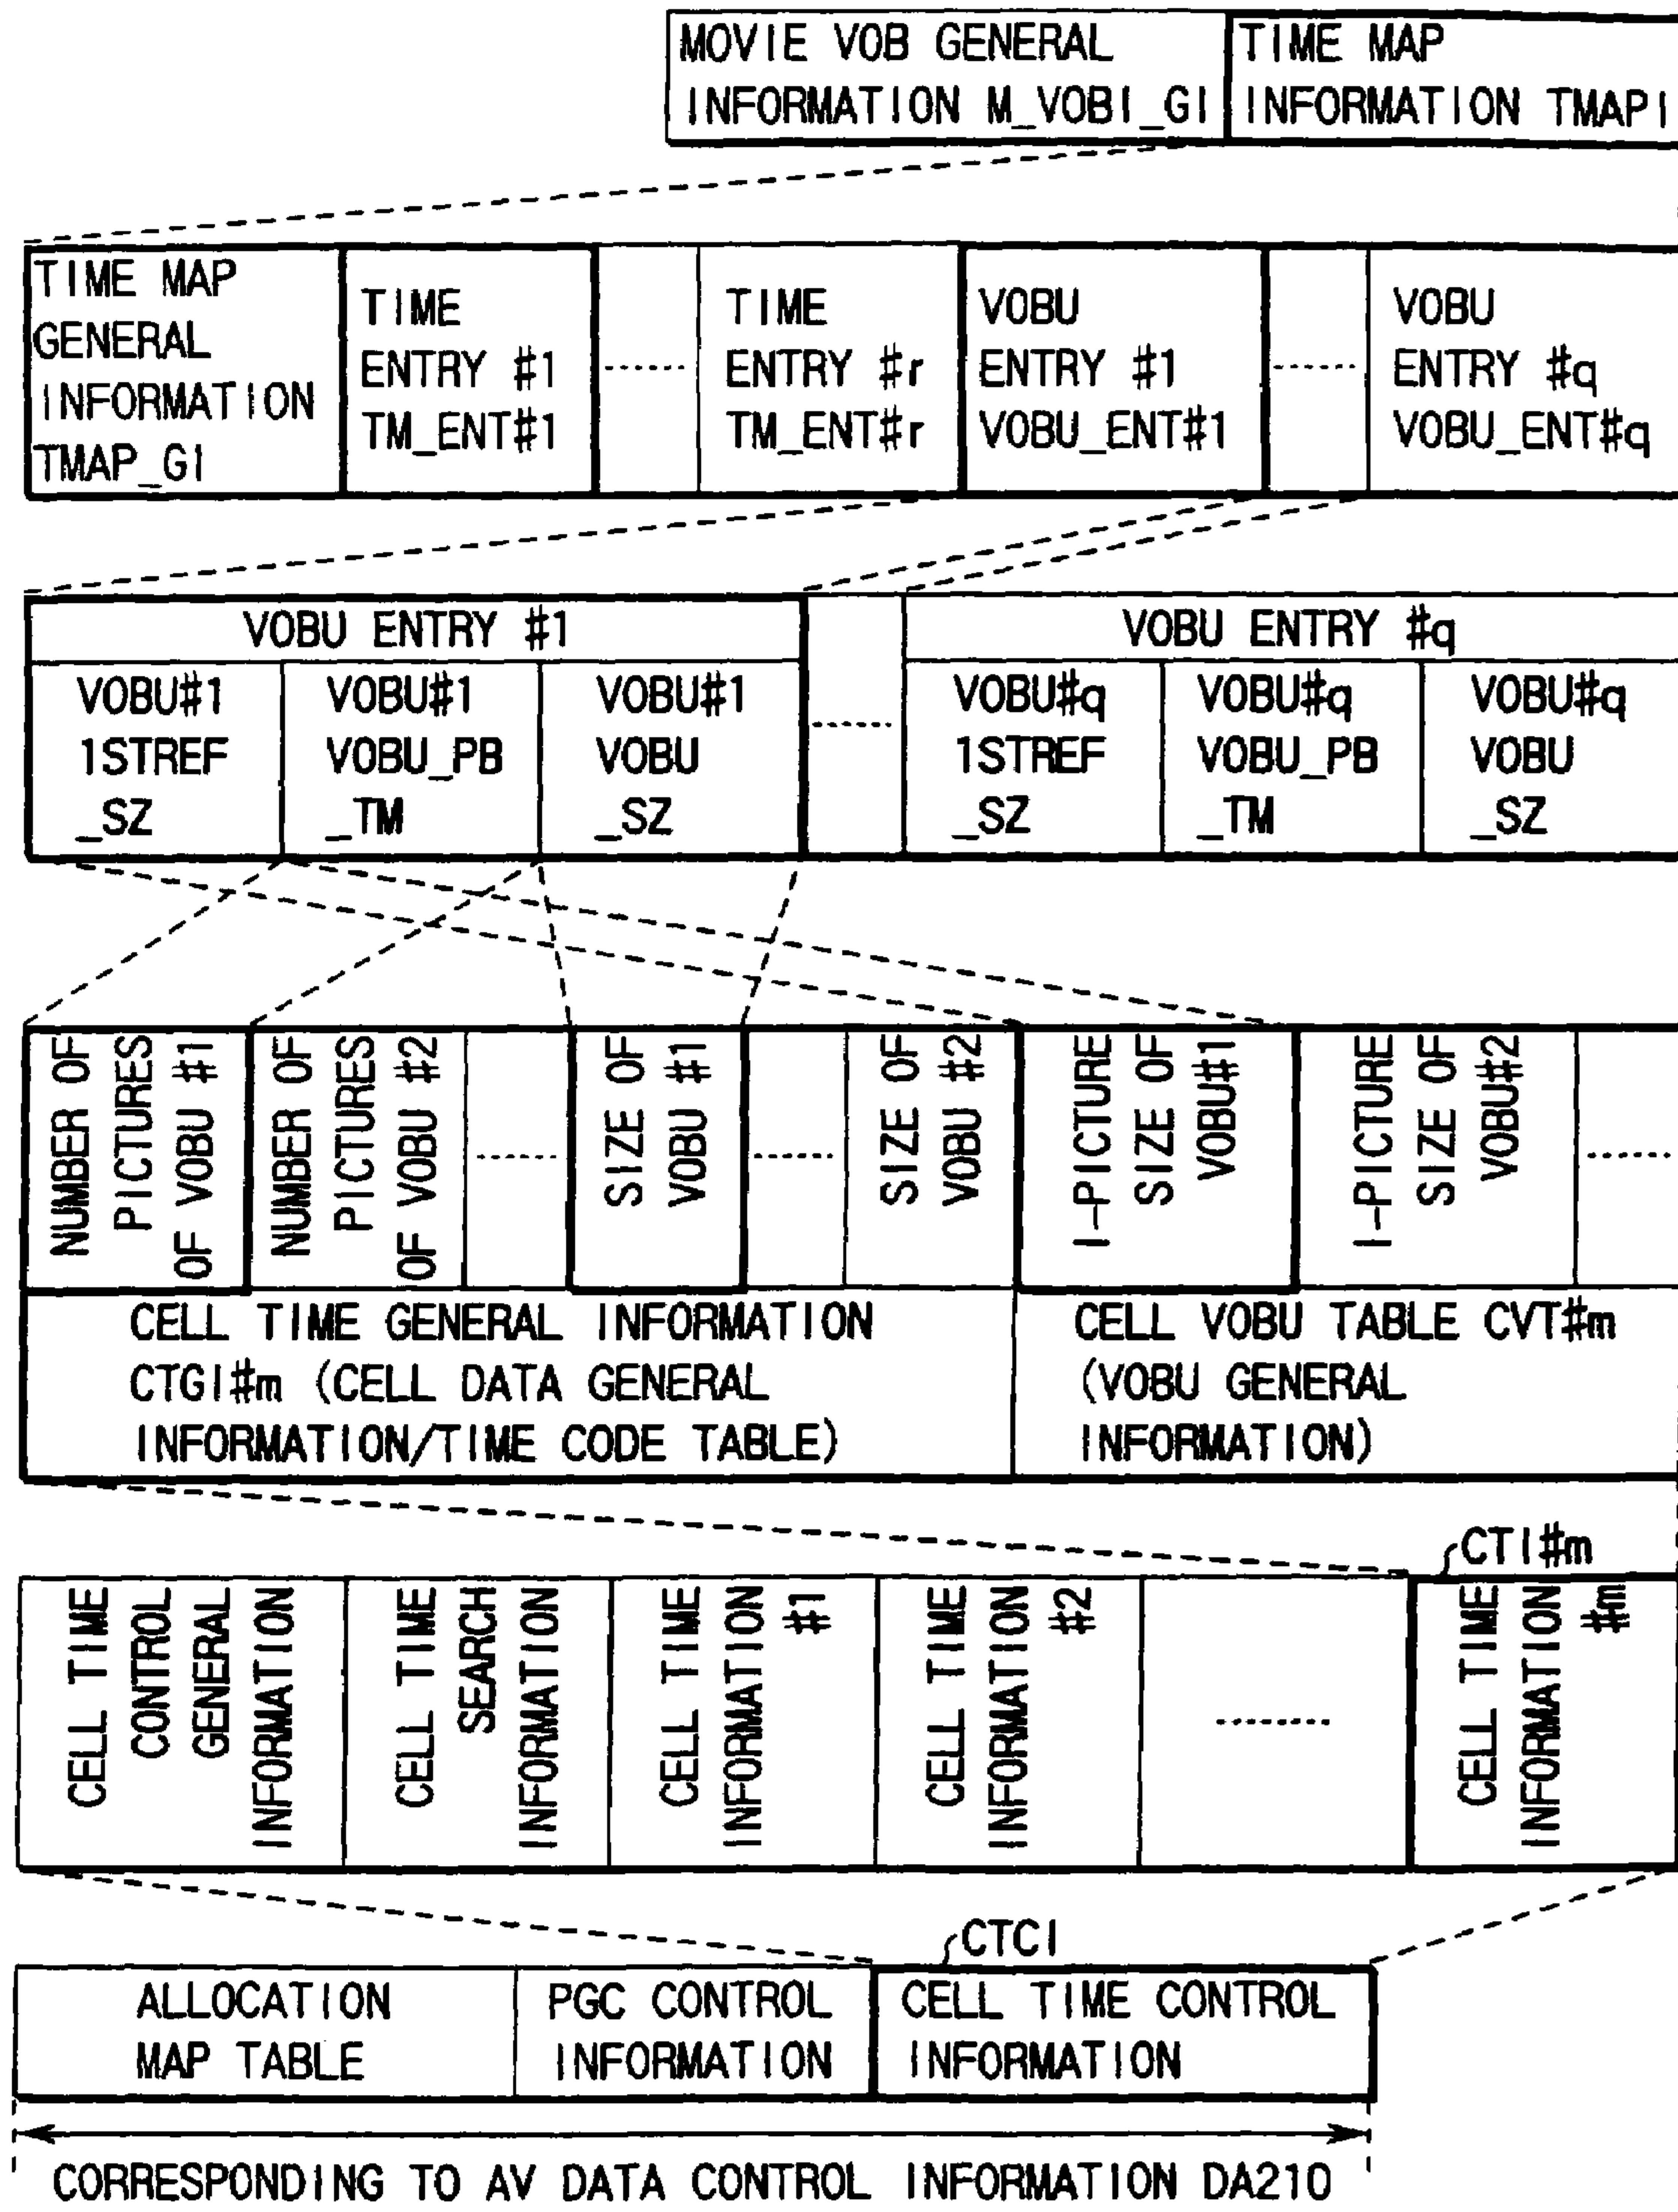 MOVIE VOB GENERAL
INFORMATION M_VOBI_GI
TIME MAP
INFORMATION TMAPI
TIME MAP
GENERAL
INFORMATION
TMAP_GI
TIME
ENTRY #1
TM_ENT#1
TIME
ENTRY #r
TM_ENT#r
VOBU
ENTRY #1
VOBU_ENT#1
VOBU
ENTRY #q
VOBU_ENT#q
VOBU ENTRY #1
VOBU#1
1STREF
_SZ
VOBU#1
VOBU_PB
_TM
VOBU#1
VOBU
_SZ
VOBU ENTRY #q
VOBU#q
1STREF
_SZ
VOBU#q
VOBU_PB
_TM
VOBU#q
VOBU
_SZ
NUMBER OF
PICTURES
OF VOBU #1
NUMBER OF
PICTURES
OF VOBU #2
SIZE OF
VOBU #1
SIZE OF
VOBU #2
I-PICTURE
SIZE OF
VOBU#1
I-PICTURE
SIZE OF
VOBU#2
CELL TIME GENERAL INFORMATION
CTGI#m (CELL DATA GENERAL
INFORMATION/TIME CODE TABLE)
CELL VOBU TABLE CVT#m
(VOBU GENERAL
INFORMATION)
CTI#m
CELL TIME
CONTROL
GENERAL
INFORMATION
CELL TIME
SEARCH
INFORMATION
CELL TIME
INFORMATION
#1
CELL TIME
INFORMATION
#2
CELL TIME
INFORMATION
#m
CTCI
ALLOCATION
MAP TABLE
PGC CONTROL
INFORMATION
CELL TIME CONTROL
INFORMATION
CORRESPONDING TO AV DATA CONTROL INFORMATION DA210